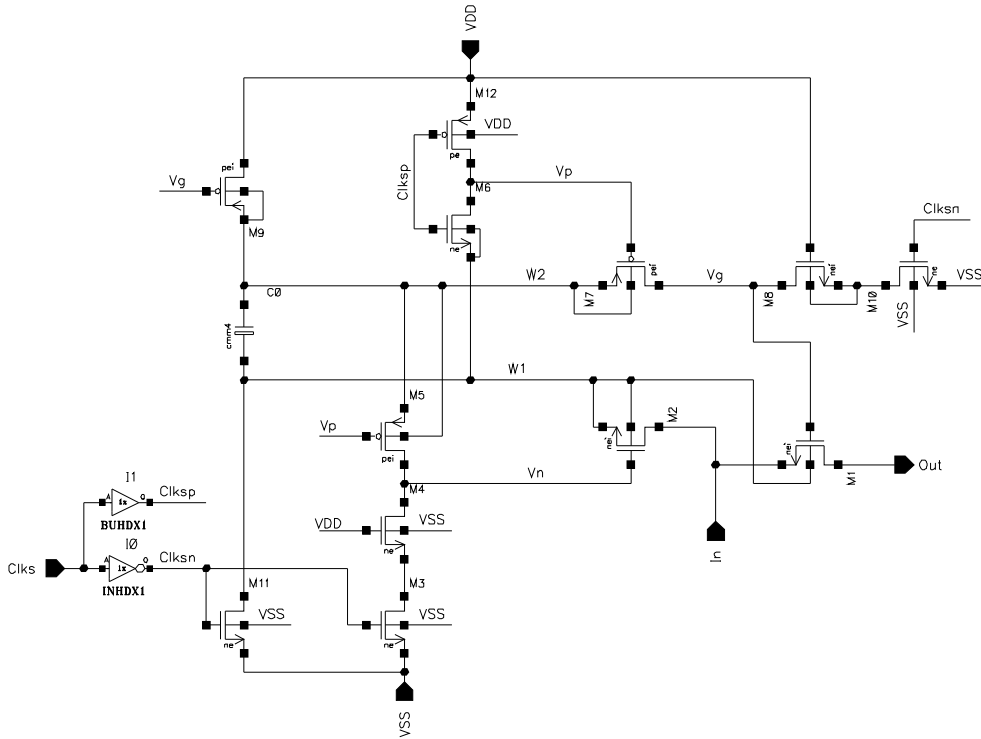 VDD
M12
VDD
pe
pei
Vg
M9
Clksp
M6
Vp
ne
Clksn
W2
pei
Vg
nei
ne
VSS
C0
M7
M8
M10
VSS
cmm4
W1
M5
M2
nei
nei
Vp
pei
M1
Out
Vn
I1
M4
A
1x
Q
Clksp
BUHDX1
VDD
VSS
ne
In
I0
Clks
A
1x
Q
Clksn
INHDX1
M11
M3
VSS
VSS
ne
ne
VSS